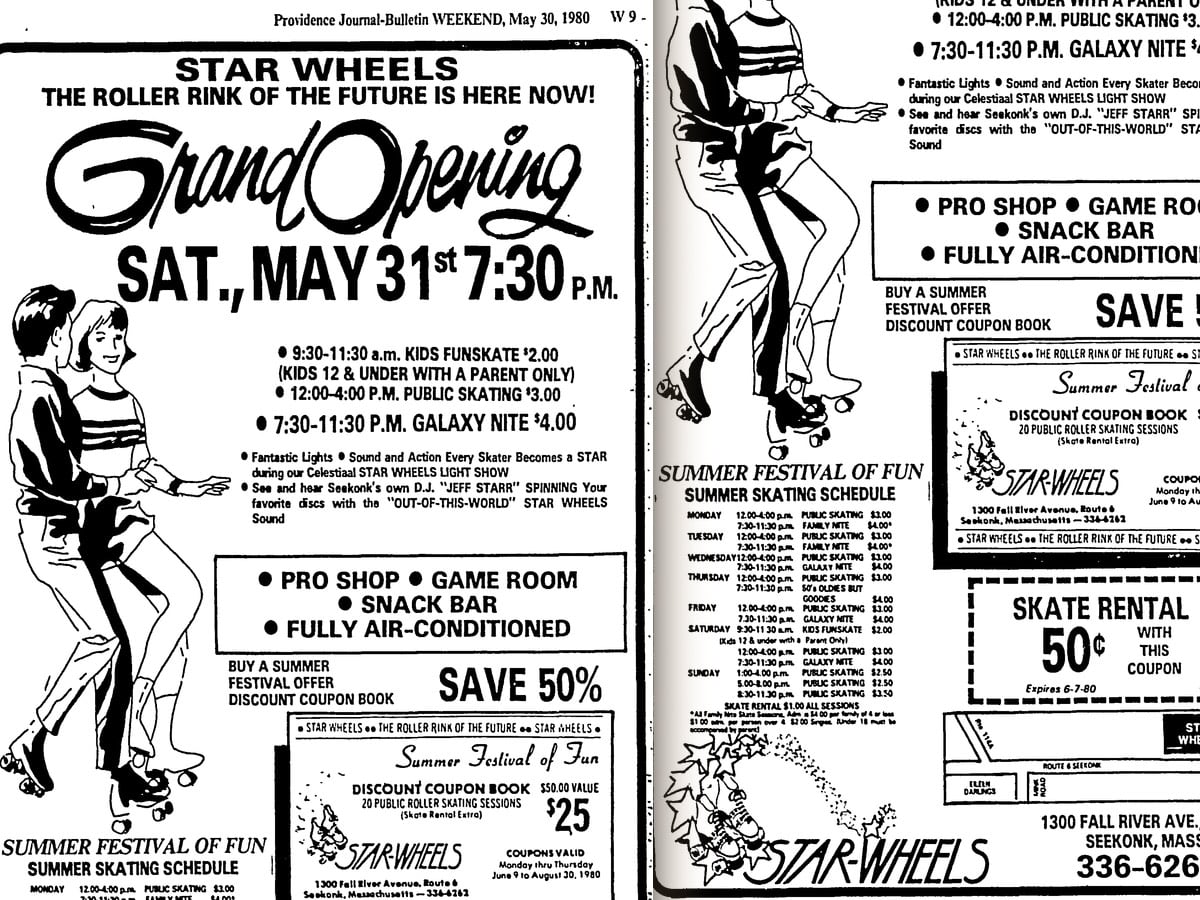 Providence Journal-Bulletin WEEKEND, May 30, 1980 W 9 -
STAR WHEELS
THE ROLLER RINK OF THE FUTURE IS HERE NOW!
Grand Opening
SAT., MAY 31st 7:30 P.M.
• 9:30-11:30 a.m. KIDS FUNSKATE $2.00
(KIDS 12 & UNDER WITH A PARENT ONLY)
• 12:00-4:00 P.M. PUBLIC SKATING $3.00
• 7:30-11:30 P.M. GALAXY NITE $4.00
• Fantastic Lights • Sound and Action Every Skater Becomes a STAR
during our Celestiaal STAR WHEELS LIGHT SHOW
• See and hear Seekonk's own D.J. "JEFF STARR" SPINNING Your
favorite discs with the "OUT-OF-THIS-WORLD" STAR WHEELS
Sound
• PRO SHOP • GAME ROOM
• SNACK BAR
• FULLY AIR-CONDITIONED
BUY A SUMMER
FESTIVAL OFFER
DISCOUNT COUPON BOOK
SAVE 50%
• STAR WHEELS •• THE ROLLER RINK OF THE FUTURE •• STAR WHEELS •
Summer Festival of Fun
DISCOUNT COUPON BOOK $50.00 VALUE
20 PUBLIC ROLLER SKATING SESSIONS
(Skate Rental Extra)
$25
STAR-WHEELS
COUPONS VALID
Monday thru Thursday
June 9 to August 30, 1980
1300 Fall River Avenue, Route 6
Seekonk, Massachusetts — 336-6262
SUMMER FESTIVAL OF FUN
SUMMER SKATING SCHEDULE
MONDAY 12:00-4:00 p.m. PUBLIC SKATING $3.00
7:30-11:30 p.m. FAMILY NITE $4.00*
(KIDS 12 & UNDER WITH A PARENT O
• 12:00-4:00 P.M. PUBLIC SKATING $3.
• 7:30-11:30 P.M. GALAXY NITE $4
• Fantastic Lights • Sound and Action Every Skater Beco
during our Celestiaal STAR WHEELS LIGHT SHOW
• See and hear Seekonk's own D.J. "JEFF STARR" SPI
favorite discs with the "OUT-OF-THIS-WORLD" STA
Sound
• PRO SHOP • GAME ROO
• SNACK BAR
• FULLY AIR-CONDITION
BUY A SUMMER
FESTIVAL OFFER
DISCOUNT COUPON BOOK
SAVE 5
• STAR WHEELS •• THE ROLLER RINK OF THE FUTURE •• ST
Summer Festival o
DISCOUNT COUPON BOOK $
20 PUBLIC ROLLER SKATING SESSIONS
(Skate Rental Extra)
STAR-WHEELS
COUPO
Monday th
June 9 to Au
1300 Fall River Avenue, Route 6
Seekonk, Massachusetts — 336-6262
• STAR WHEELS •• THE ROLLER RINK OF THE FUTURE •• S
SUMMER FESTIVAL OF FUN
SUMMER SKATING SCHEDULE
MONDAY 12:00-4:00 p.m. PUBLIC SKATING $3.00
7:30-11:30 p.m. FAMILY NITE $4.00*
TUESDAY 12:00-4:00 p.m. PUBLIC SKATING $3.00
7:30-11:30 p.m. FAMILY NITE $4.00*
WEDNESDAY 12:00-4:00 p.m. PUBLIC SKATING $3.00
7:30-11:30 p.m. GALAXY NITE $4.00
THURSDAY 12:00-4:00 p.m. PUBLIC SKATING $3.00
7:30-11:30 p.m. 50's OLDIES BUT
GOODIES $4.00
FRIDAY 12:00-4:00 p.m. PUBLIC SKATING $3.00
7:30-11:30 p.m. GALAXY NITE $4.00
SATURDAY 9:30-11:30 a.m. KIDS FUNSKATE $2.00
(Kids 12 & under with a Parent Only)
12:00-4:00 p.m. PUBLIC SKATING $3.00
7:30-11:30 p.m. GALAXY NITE $4.00
SUNDAY 1:00-4:00 p.m. PUBLIC SKATING $2.50
5:00-8:00 p.m. PUBLIC SKATING $2.50
8:30-11:30 p.m. PUBLIC SKATING $3.50
SKATE RENTAL $1.00 ALL SESSIONS
*All Family Nite Skate Sessions, Adm. is $4.00 per family of 4 or less
$1.00 adm. per person over 4 $2.00 Singles. (Under 18 must be
accompanied by parent)
SKATE RENTAL
50¢
WITH
THIS
COUPON
Expires 6-7-80
Rte 114A
ST
WHE
ROUTE 6 SEEKONK
EILEEN
DARLINGS
MINK
ROAD
STAR-WHEELS
1300 FALL RIVER AVE.,
SEEKONK, MASS
336-626